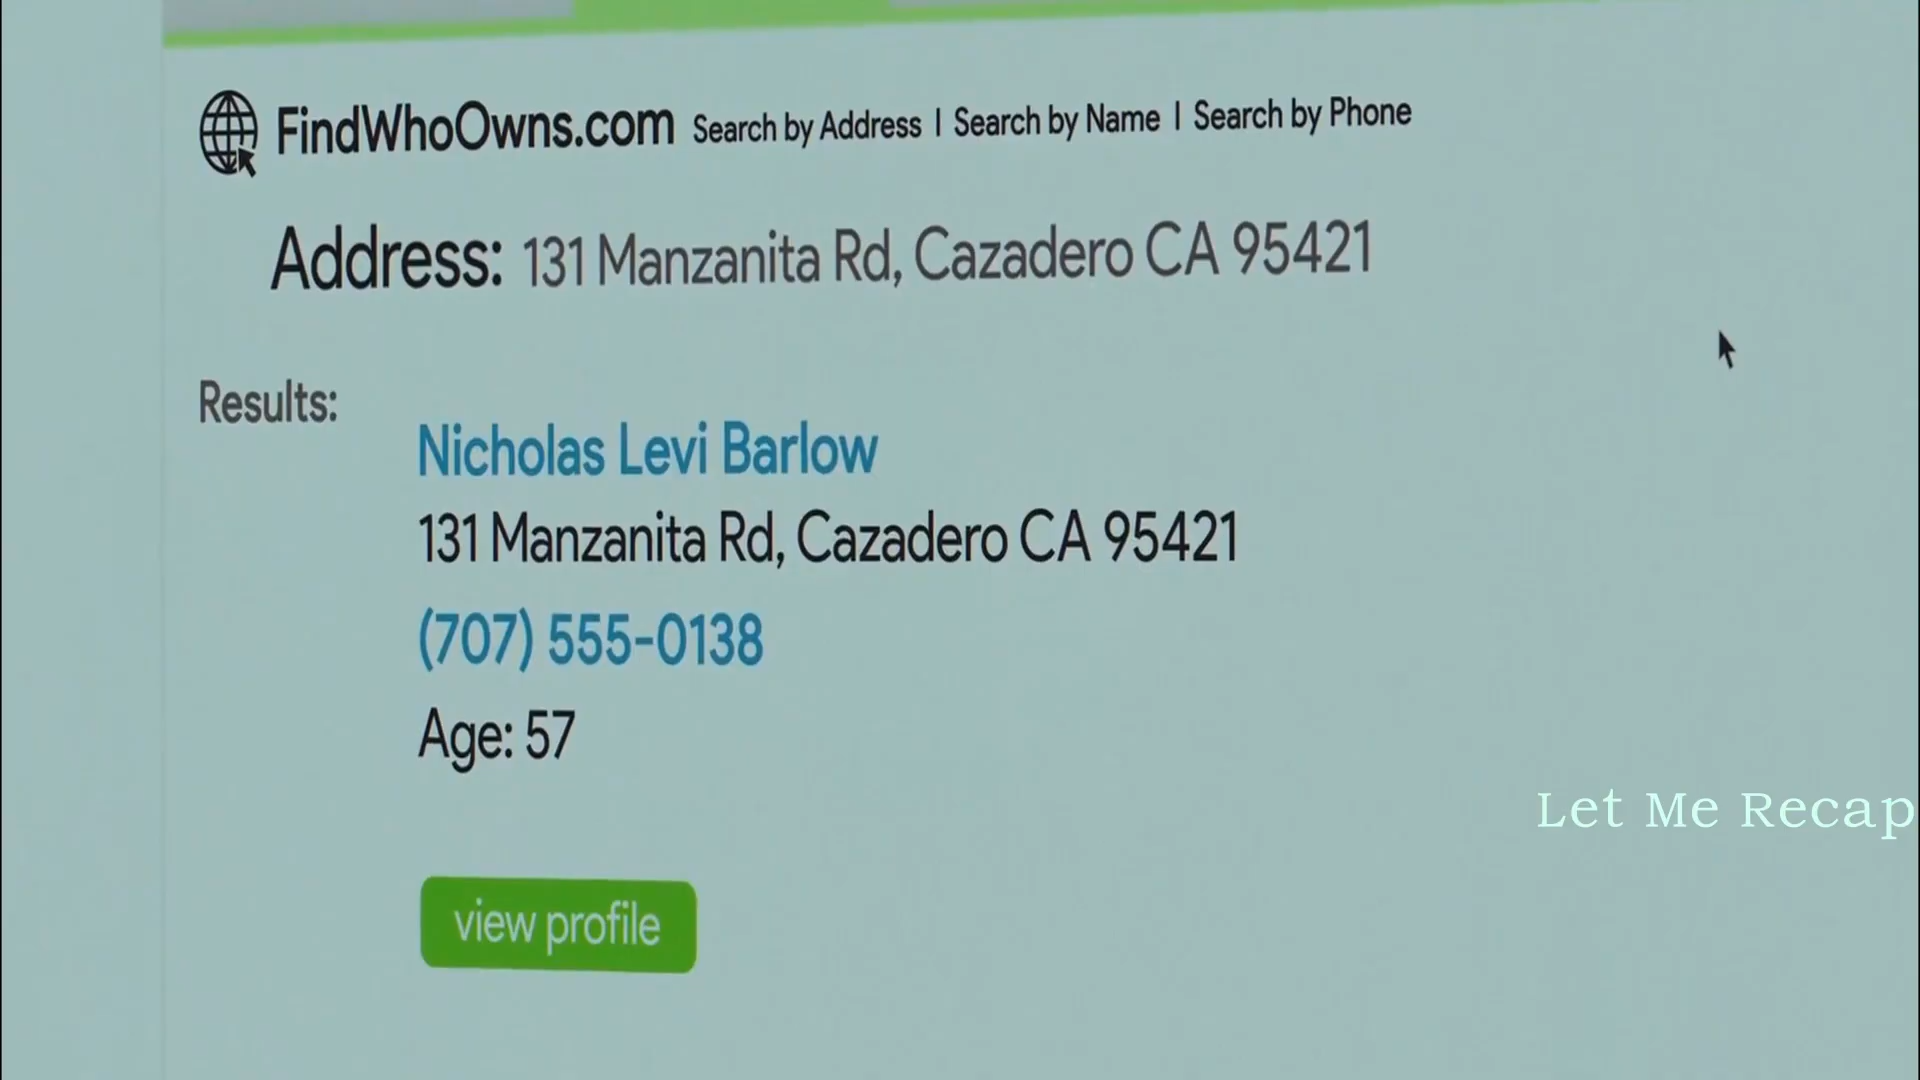 FindWhoOwns.com Search by Address | Search by Name | Search by Phone
Address: 131 Manzanita Rd, Cazadero CA 95421
Results:
Nicholas Levi Barlow
131 Manzanita Rd, Cazadero CA 95421
(707) 555-0138
Age: 57
Let Me Recap
view profile